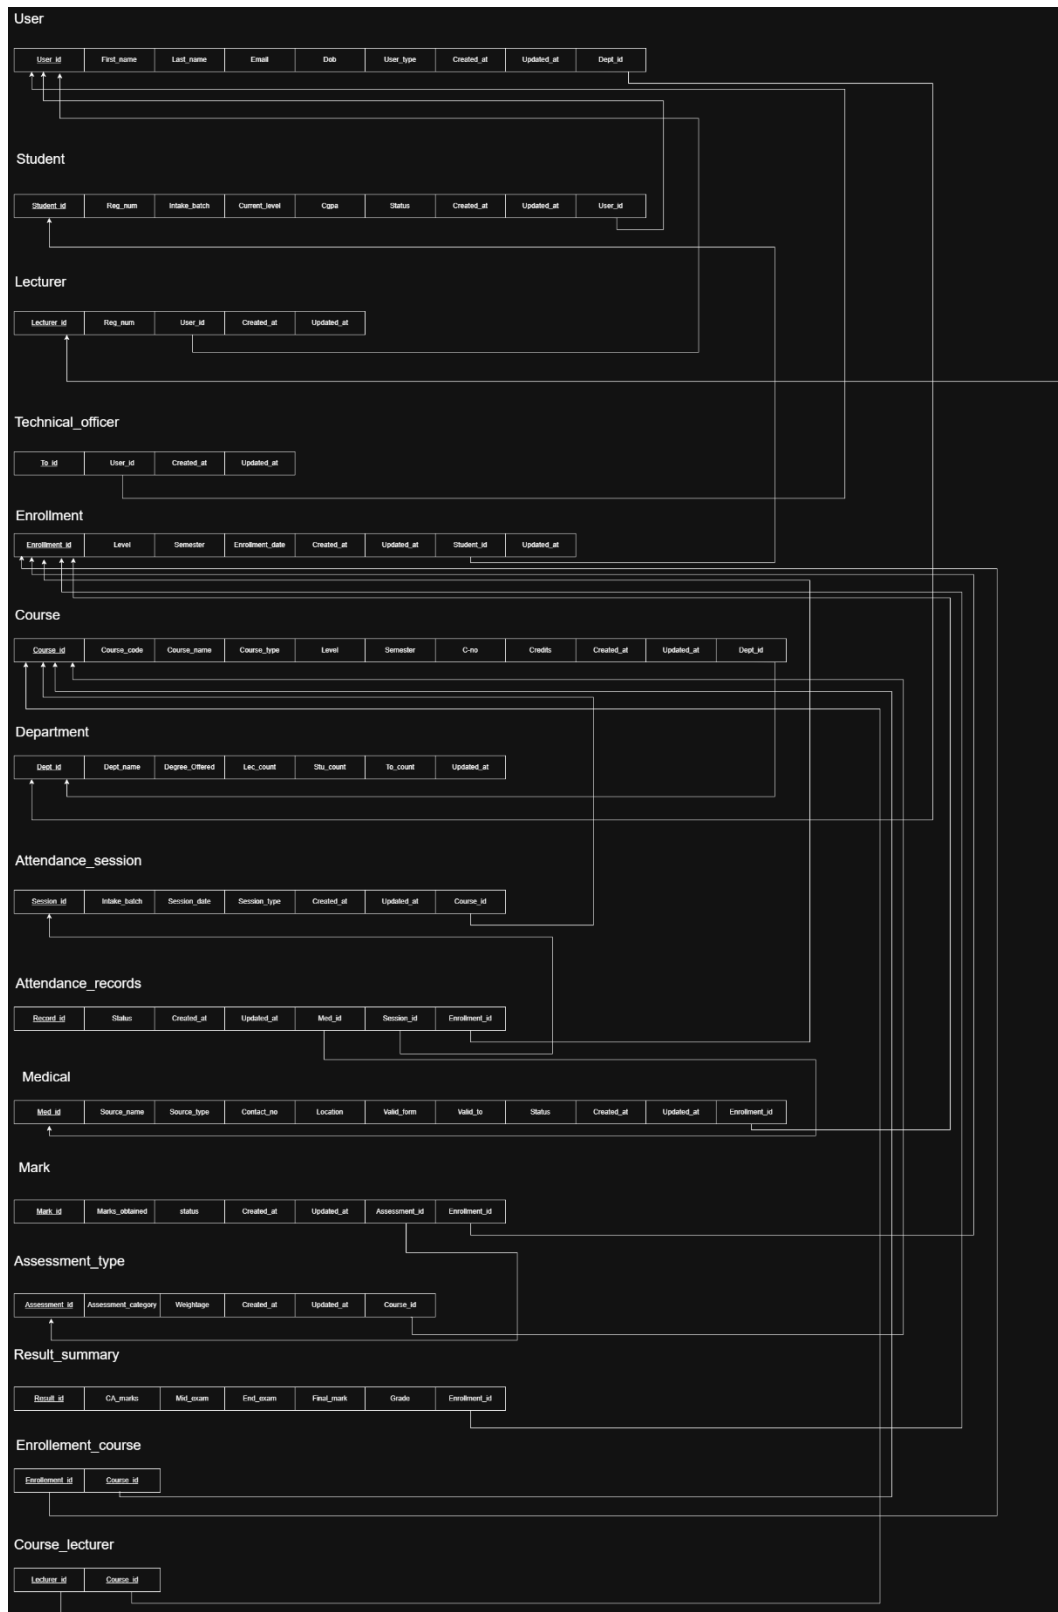 User
User_id First_name Last_name Email Dob User_type Created_at Updated_at Dept_id
Student
Student_id Reg_num Intake_batch Current_level Cgpa Status Created_at Updated_at User_id
Lecturer
Lecturer_id Reg_num User_id Created_at Updated_at
Technical_officer
To_id User_id Created_at Updated_at
Enrollment
Enrollment_id Level Semester Enrollment_date Created_at Updated_at Student_id Updated_at
Course
Course_id Course_code Course_name Course_type Level Semester C-no Credits Created_at Updated_at Dept_id
Department
Dept_id Dept_name Degree_Offered Lec_count Stu_count To_count Updated_at
Attendance_session
Session_id Intake_batch Session_date Session_type Created_at Updated_at Course_id
Attendance_records
Record_id Status Created_at Updated_at Med_id Session_id Enrollment_id
Medical
Med_id Source_name Source_type Contact_no Location Valid_form Valid_to Status Created_at Updated_at Enrollment_id
Mark
Mark_id Marks_obtained status Created_at Updated_at Assessment_id Enrollment_id
Assessment_type
Assessment_id Assessment_category Weightage Created_at Updated_at Course_id
Result_summary
Result_id CA_marks Mid_exam End_exam Final_mark Grade Enrollment_id
Enrollement_course
Enrollement_id Course_id
Course_lecturer
Lecturer_id Course_id